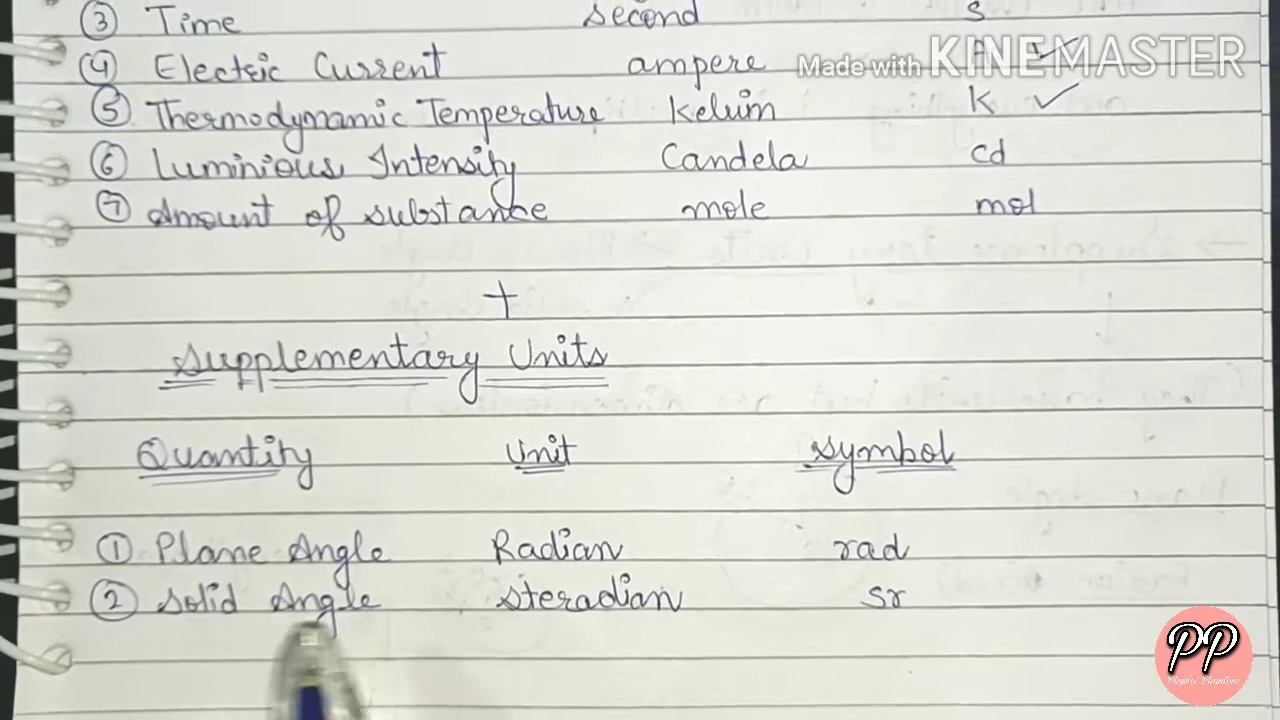 ③ Time second s
④ Electric Current ampere A ✓
Made with KINEMASTER
⑤ Thermodynamic Temperature Kelvin K ✓
⑥ Luminious Intensity Candela Cd
⑦ Amount of substance mole mol
+
Supplementary Units
Quantity Unit Symbol
① Plane Angle Radian rad
② Solid Angle Steradian Sr
PP
Physics Phantom